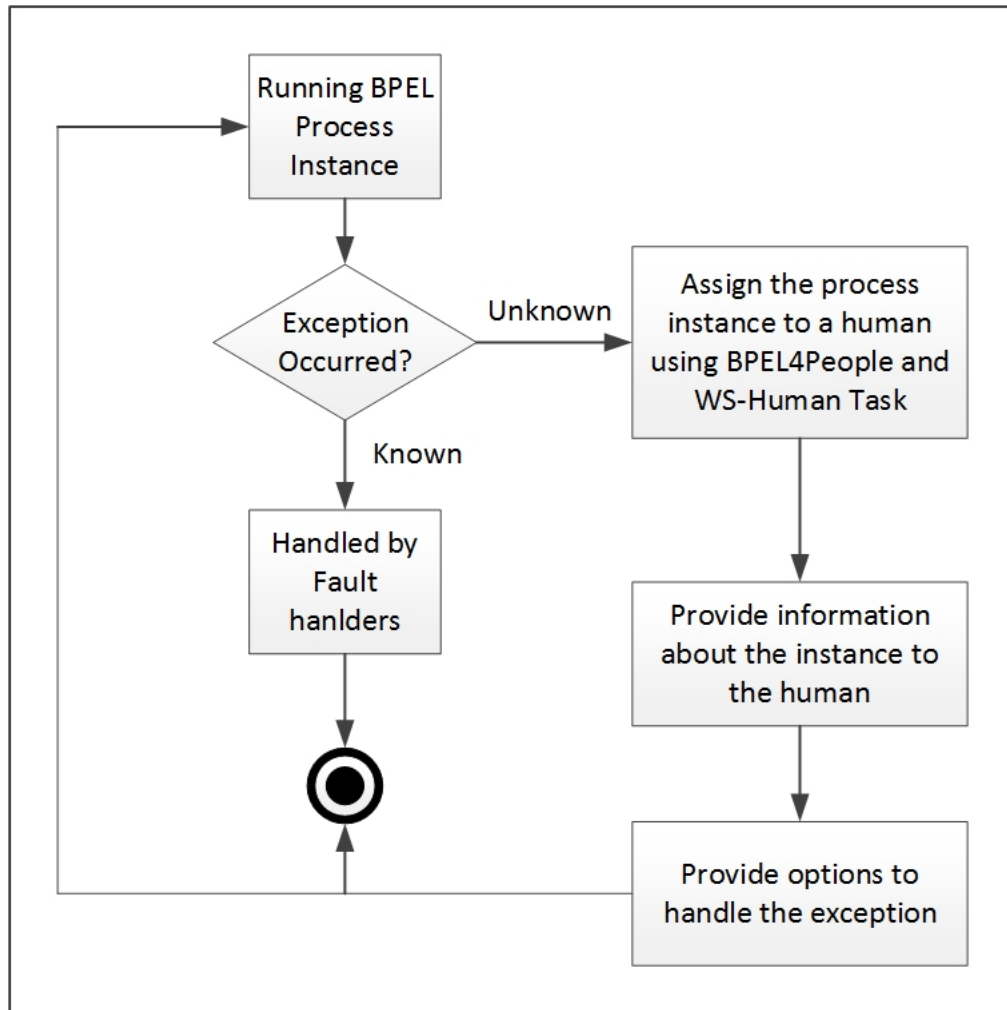 Running BPEL
Process
Instance
Exception
Occurred?
Unknown
Assign the process
instance to a human
using BPEL4People and
WS-Human Task
Known
Handled by
Fault
hanlders
Provide information
about the instance to
the human
Provide options to
handle the exception